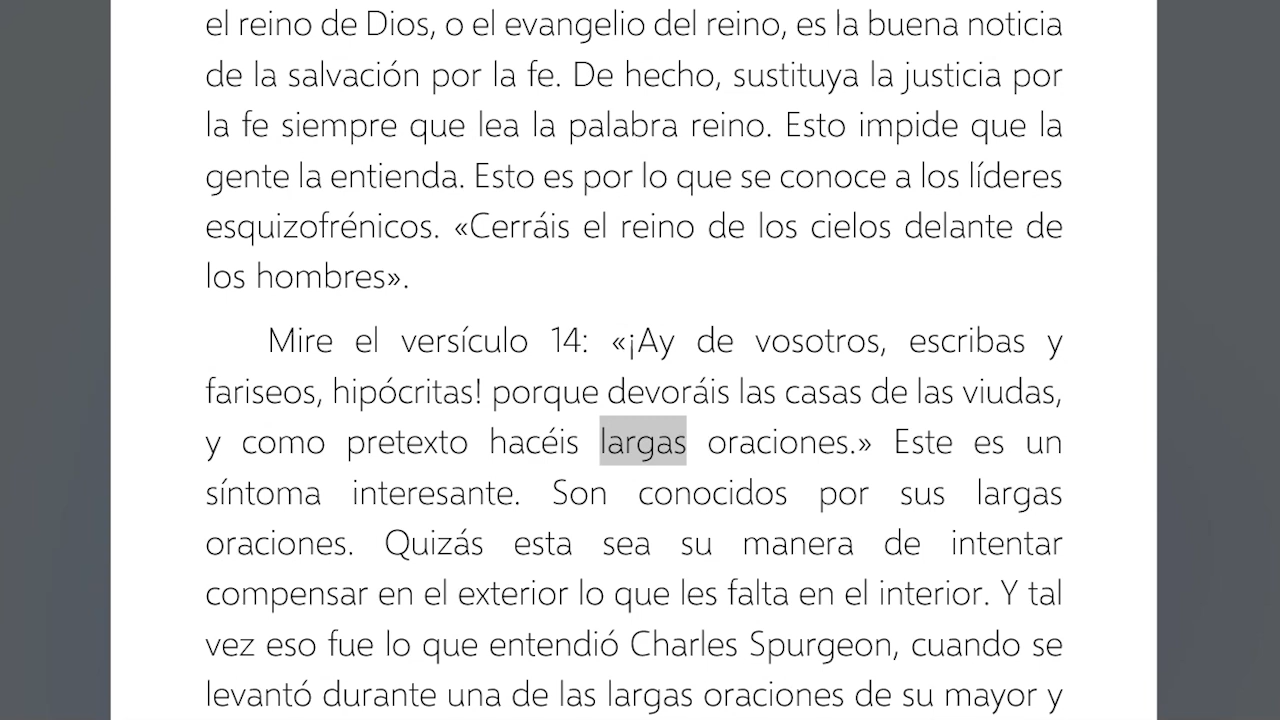 el reino de Dios, o el evangelio del reino, es la buena noticia
de la salvación por la fe. De hecho, sustituya la justicia por
la fe siempre que lea la palabra reino. Esto impide que la
gente la entienda. Esto es por lo que se conoce a los líderes
esquizofrénicos. «Cerráis el reino de los cielos delante de
los hombres».
Mire el versículo 14: «¡Ay de vosotros, escribas y
fariseos, hipócritas! porque devoráis las casas de las viudas,
y como pretexto hacéis largas oraciones.» Este es un
síntoma interesante. Son conocidos por sus largas
oraciones. Quizás esta sea su manera de intentar
compensar en el exterior lo que les falta en el interior. Y tal
vez eso fue lo que entendió Charles Spurgeon, cuando se
levantó durante una de las largas oraciones de su mayor y